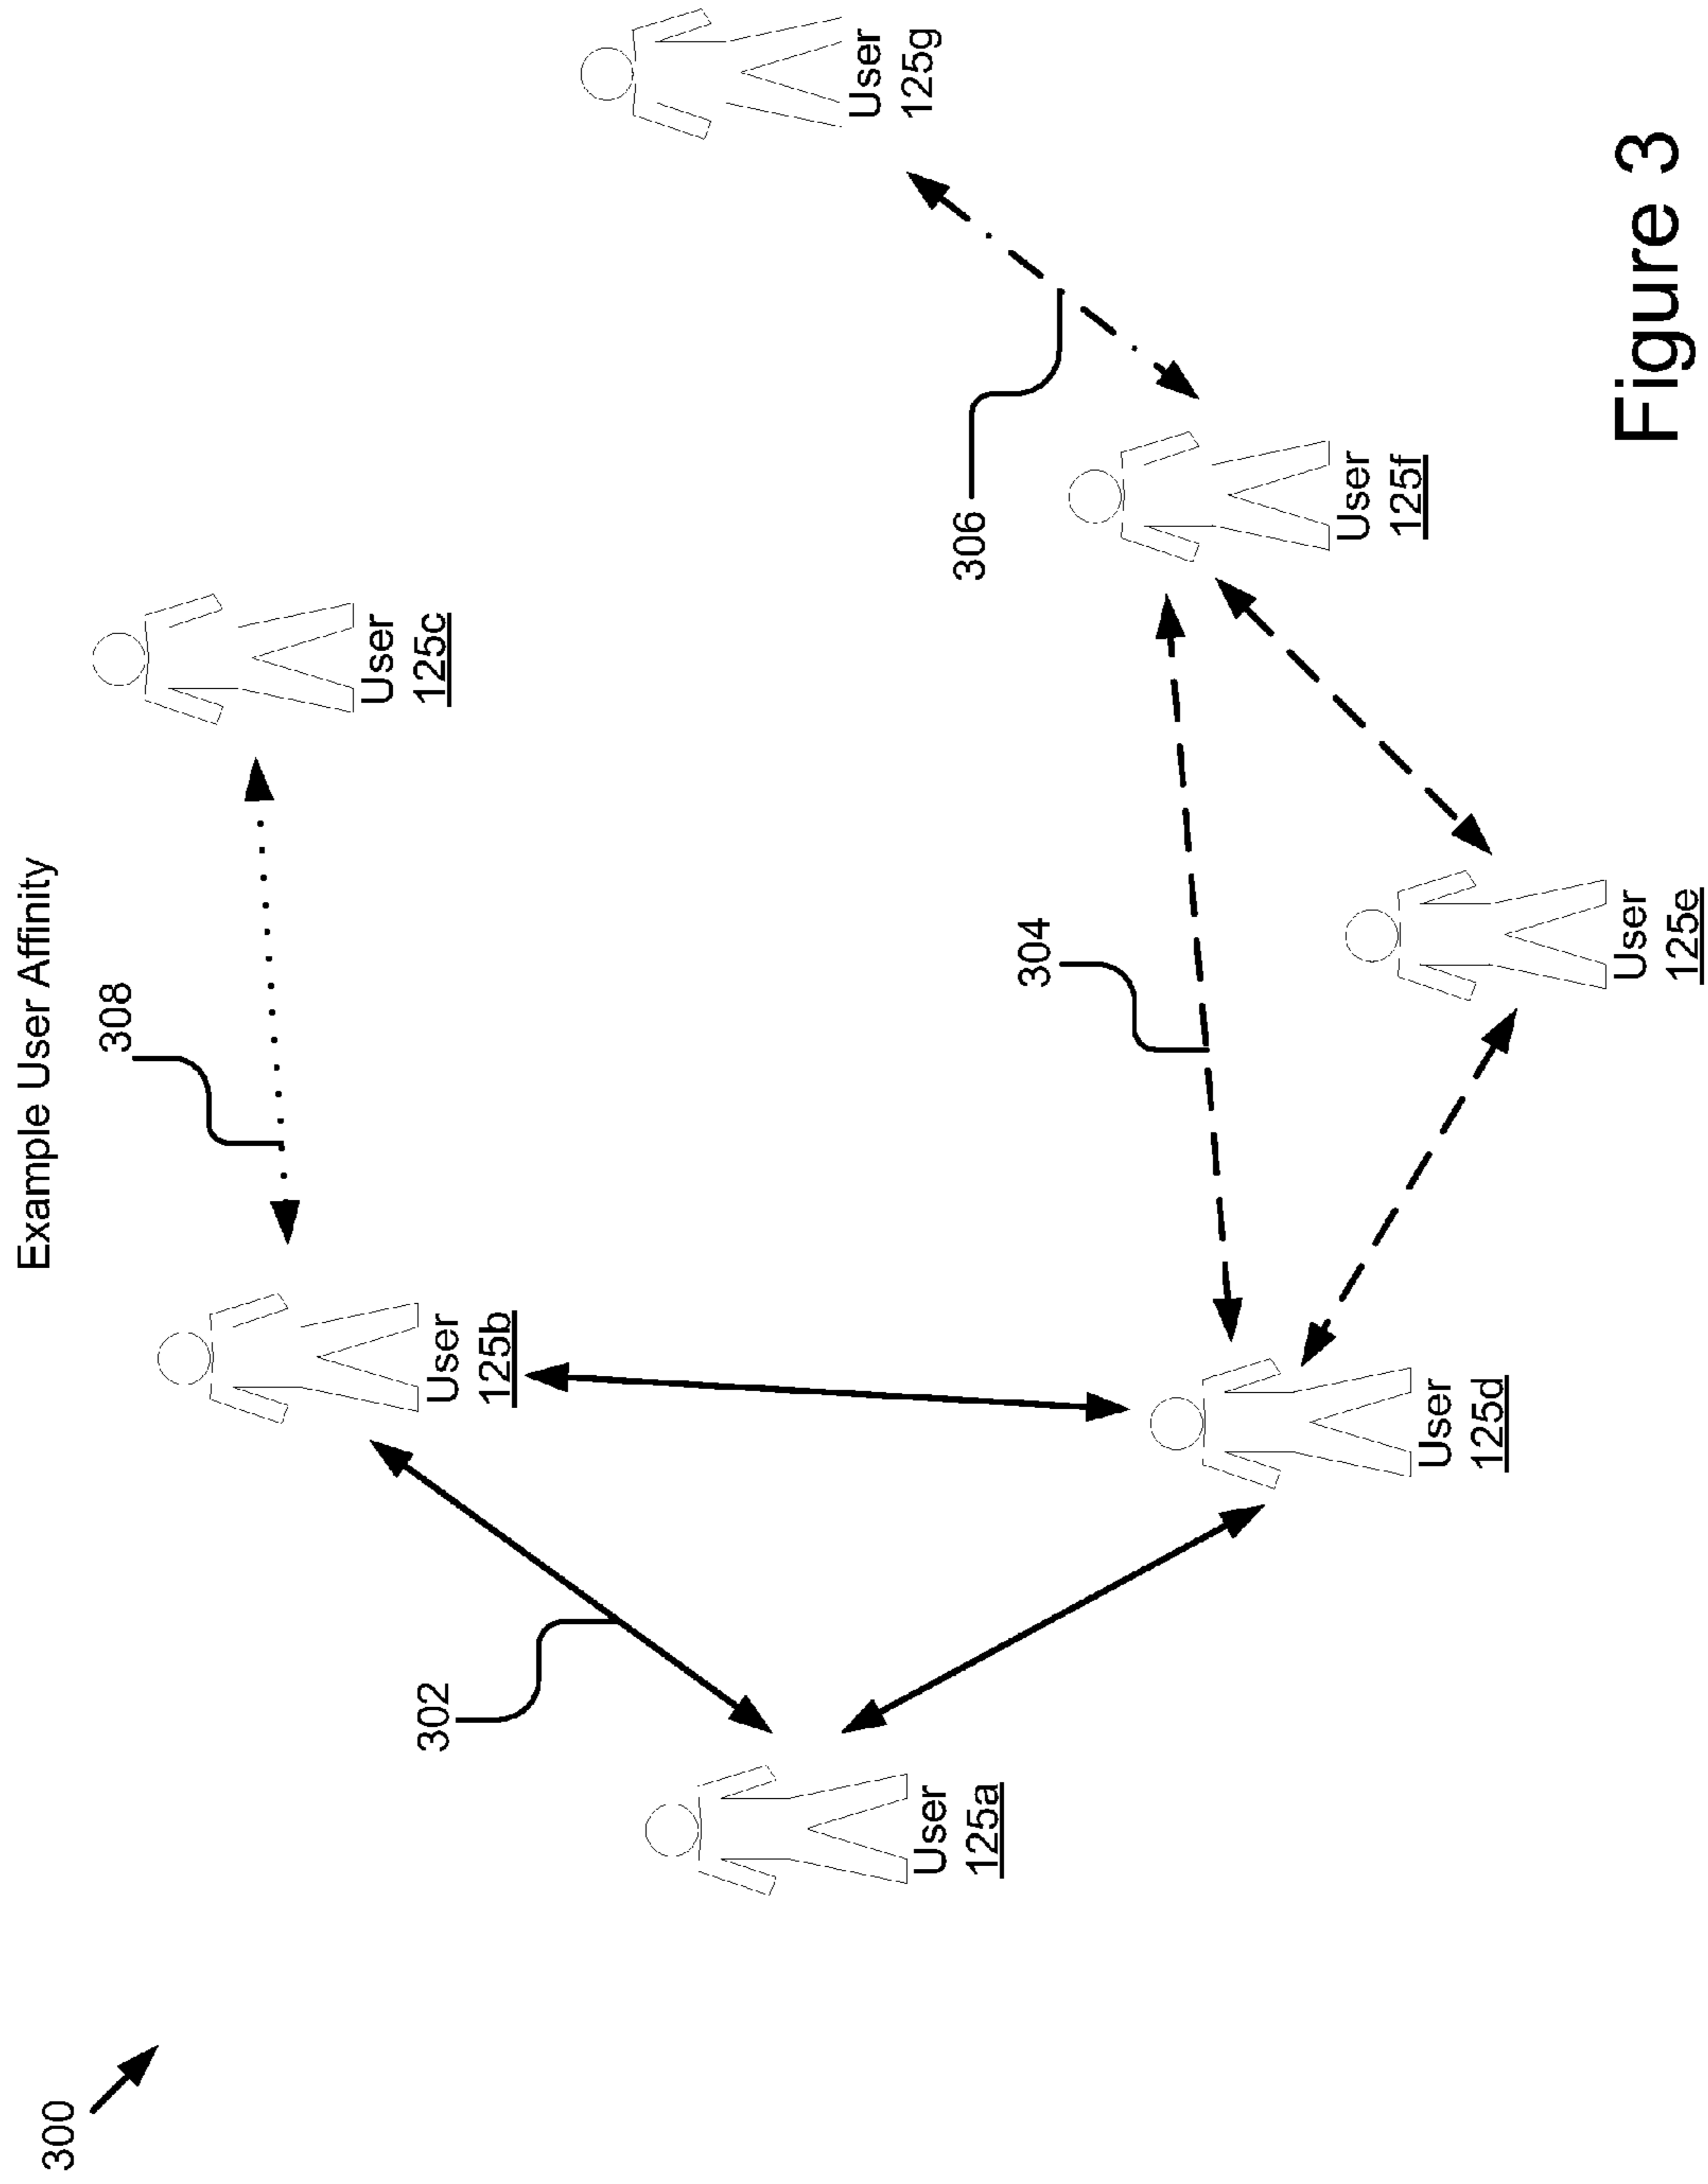 300
Example User Affinity
308
User
125c
User
125b
302
User
125g
User
125a
306
304
User
125f
User
125d
User
125e
Figure 3